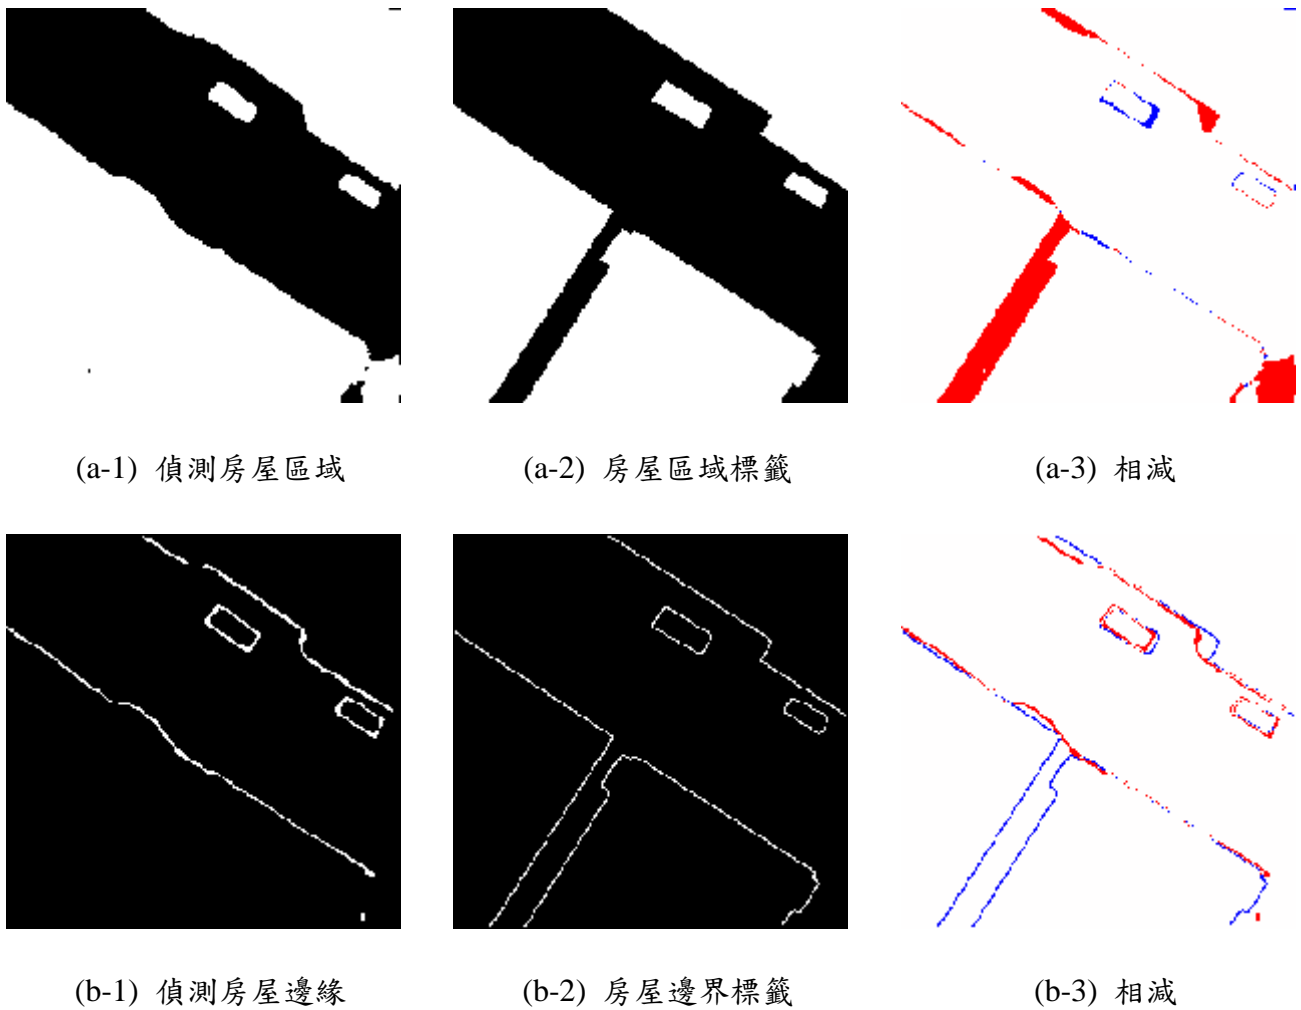 (a-1) 偵測房屋區域
(a-2) 房屋區域標籤
(a-3) 相減
(b-1) 偵測房屋邊緣
(b-2) 房屋邊界標籤
(b-3) 相減